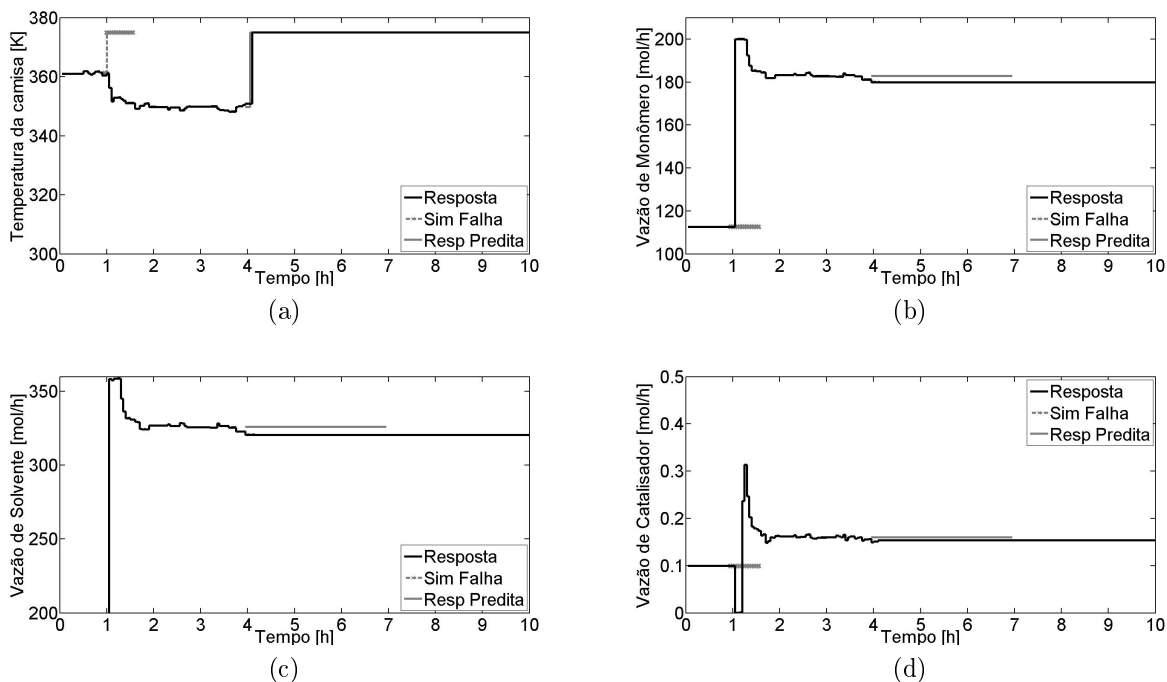 380
360
340
320
300
Temperatura da camisa [K]
0 1 2 3 4 5 6 7 8 9 10
Tempo [h]
Resposta
Sim Falha
Resp Predita
(a)
200
180
160
140
120
100
Vazão de Monômero [mol/h]
0 1 2 3 4 5 6 7 8 9 10
Tempo [h]
Resposta
Sim Falha
Resp Predita
(b)
350
300
250
200
Vazão de Solvente [mol/h]
0 1 2 3 4 5 6 7 8 9 10
Tempo [h]
Resposta
Sim Falha
Resp Predita
(c)
0.5
0.4
0.3
0.2
0.1
0
Vazão de Catalisador [mol/h]
0 1 2 3 4 5 6 7 8 9 10
Tempo [h]
Resposta
Sim Falha
Resp Predita
(d)